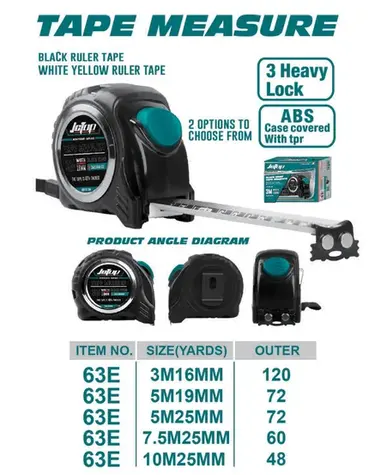 TAPE MEASURE
BLACK RULER TAPE
WHITE YELLOW RULER TAPE
3 Heavy
Lock
2 OPTIONS TO
CHOOSE FROM
ABS
Case covered
With tpr
JcTop
PRODUCT ANGLE DIAGRAM
JcTop
ITEM NO. SIZE(YARDS) OUTER
63E 3M16MM 120
63E 5M19MM 72
63E 5M25MM 72
63E 7.5M25MM 60
63E 10M25MM 48